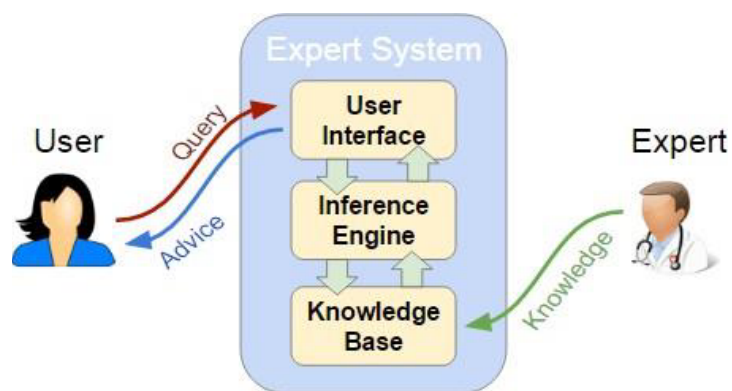 Expert System
User
Interface
User
Query
Advice
Inference
Engine
Expert
Knowledge
Knowledge
Base